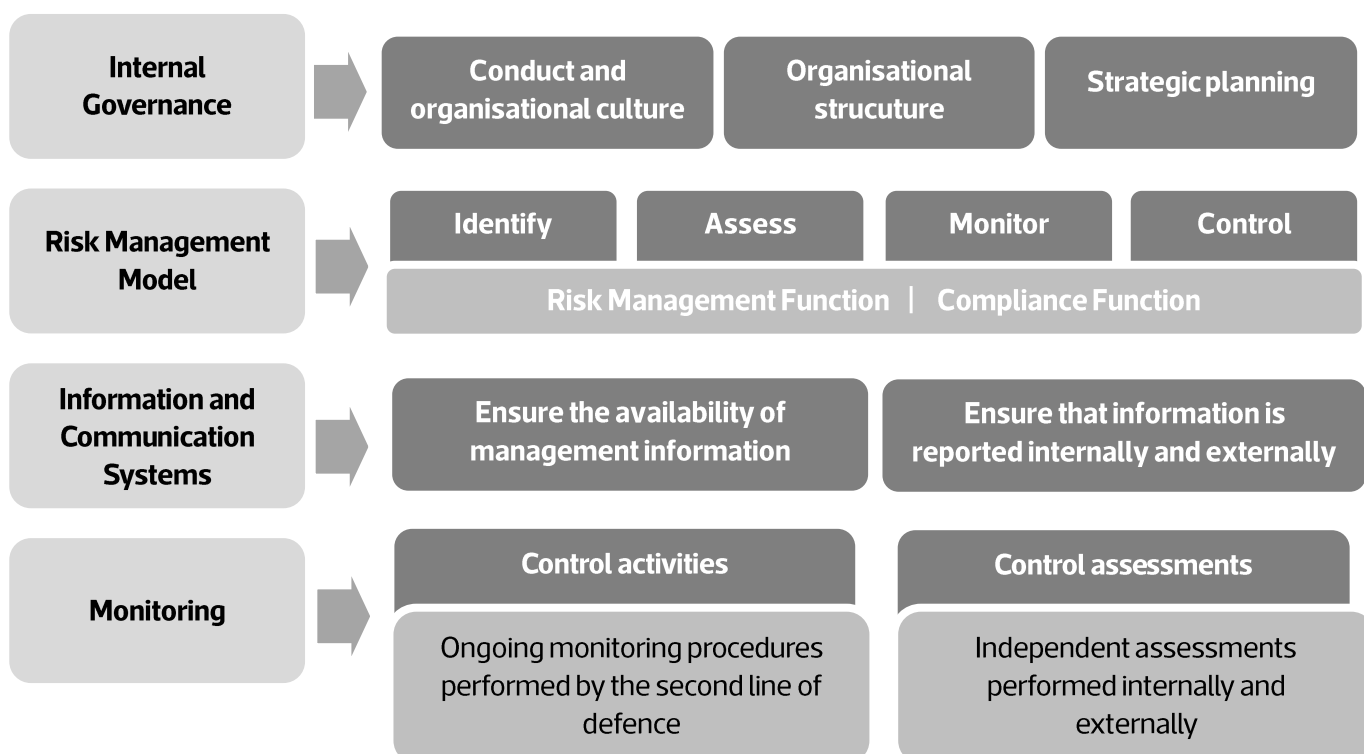 Internal
Governance
Conduct and
organisational culture
Organisational
strucuture
Strategic planning
Risk Management
Model
Identify
Assess
Monitor
Control
Risk Management Function | Compliance Function
Information and
Communication
Systems
Ensure the availability of
management information
Ensure that information is
reported internally and externally
Monitoring
Control activities
Ongoing monitoring procedures
performed by the second line of
defence
Control assessments
Independent assessments
performed internally and
externally